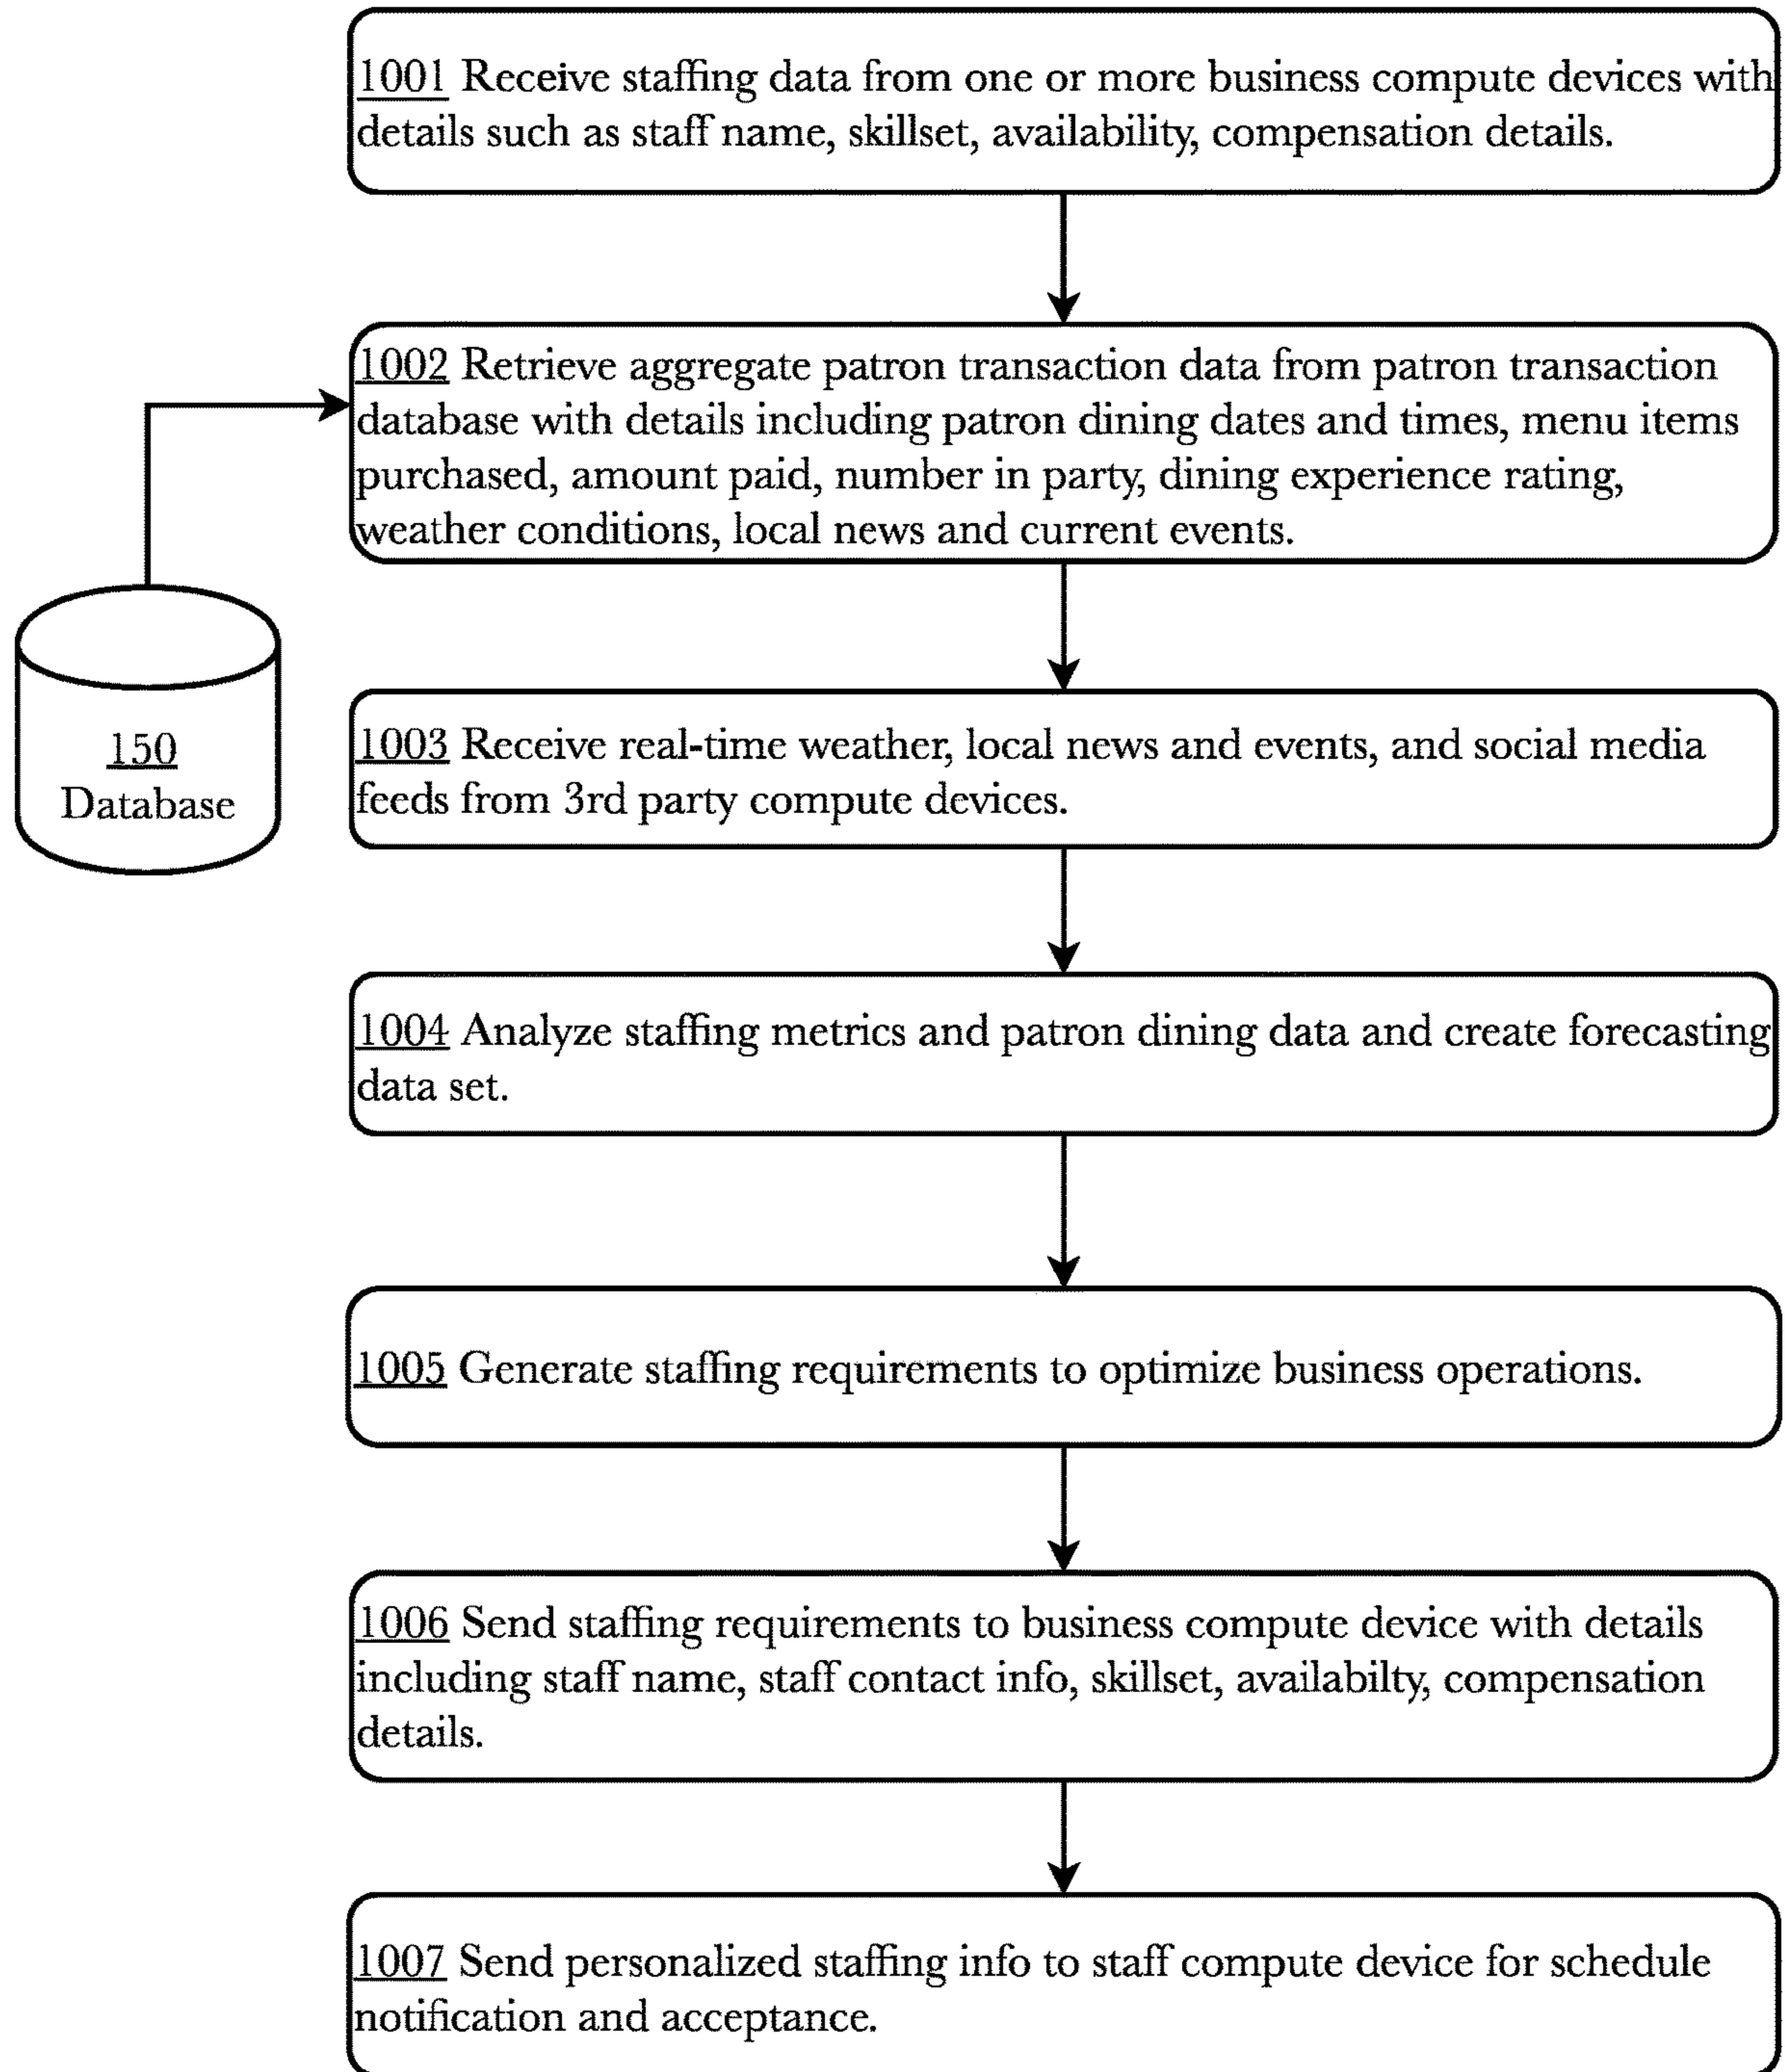 1001 Receive staffing data from one or more business compute devices with
details such as staff name, skillset, availability, compensation details.
1002 Retrieve aggregate patron transaction data from patron transaction
database with details including patron dining dates and times, menu items
purchased, amount paid, number in party, dining experience rating,
weather conditions, local news and current events.
150
Database
1003 Receive real-time weather, local news and events, and social media
feeds from 3rd party compute devices.
1004 Analyze staffing metrics and patron dining data and create forecasting
data set.
1005 Generate staffing requirements to optimize business operations.
1006 Send staffing requirements to business compute device with details
including staff name, staff contact info, skillset, availabilty, compensation
details.
1007 Send personalized staffing info to staff compute device for schedule
notification and acceptance.